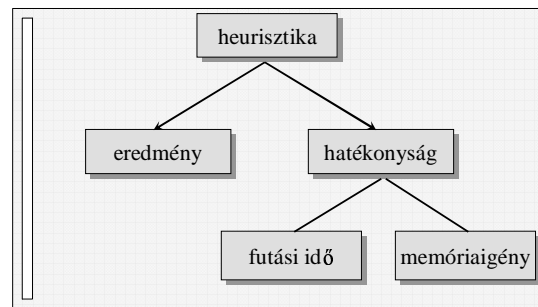 heurisztika
eredmény
hatékonyság
futási idő
memóriaigény